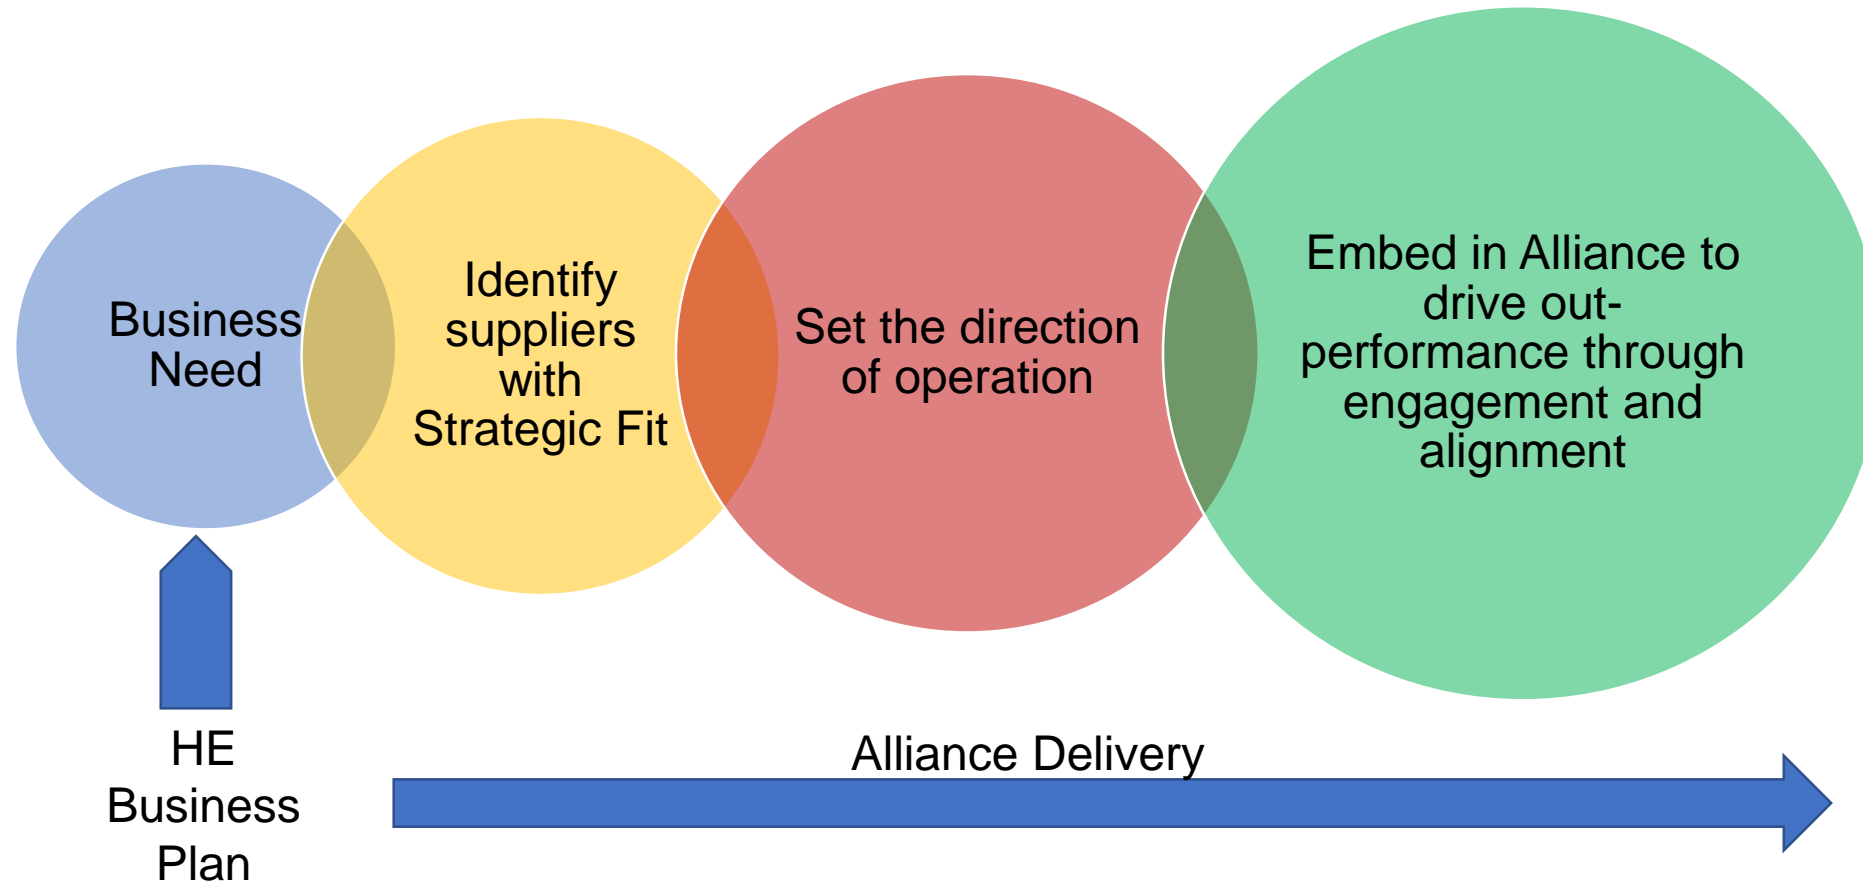 Business
Need
Identify
suppliers
with
Strategic Fit
Set the direction
of operation
Embed in Alliance to
drive out-
performance through
engagement and
alignment
HE
Business
Plan
Alliance Delivery